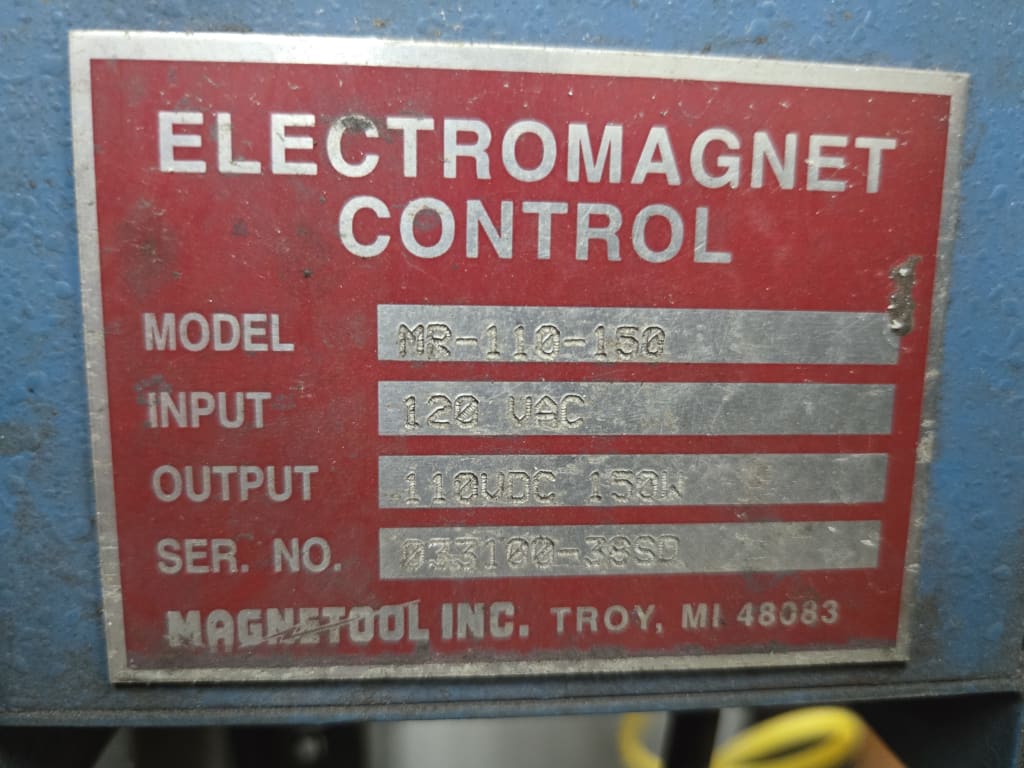 ELECTROMAGNET
CONTROL
MODEL MR-110-150
INPUT 120 VAC
OUTPUT 110VDC 150W
SER. NO. 033100-38SD
MAGNETOOL INC. TROY, MI 48083